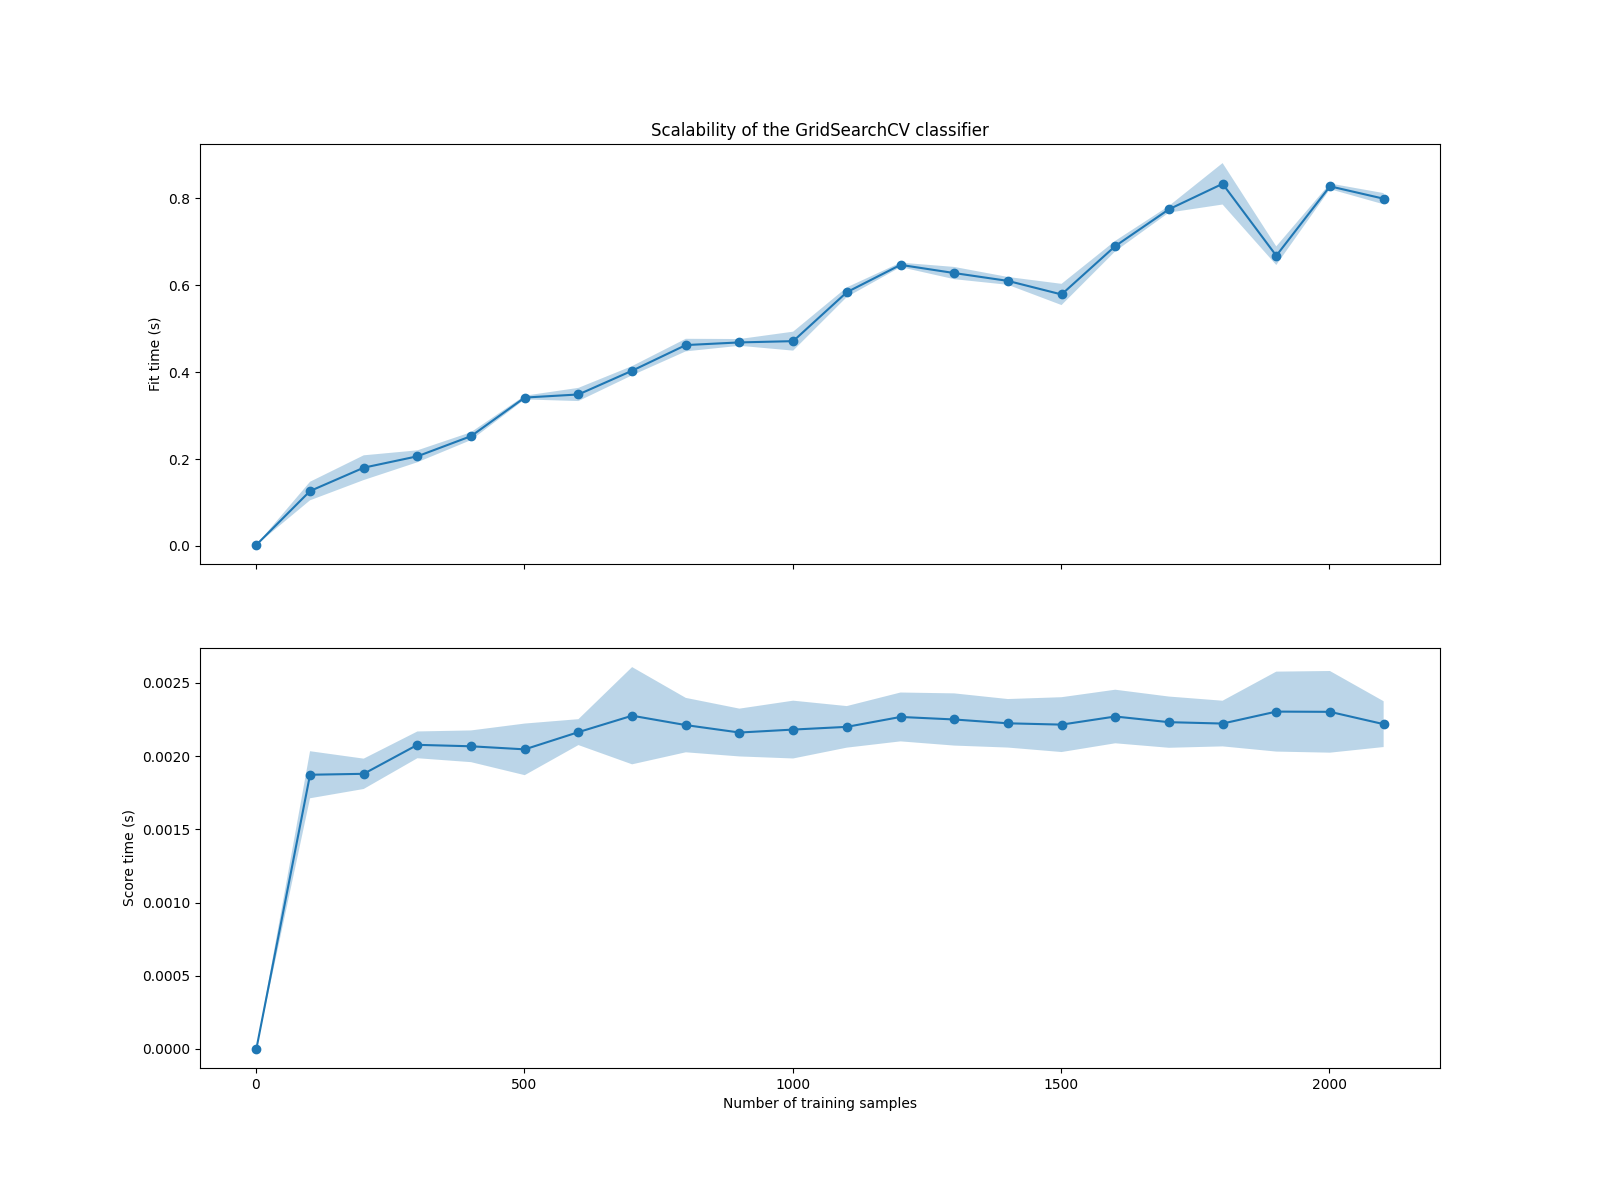 Scalability of the GridSearchCV classifier
Fit time (s)
0.8
0.6
0.4
0.2
0.0
Score time (s)
0.0025
0.0020
0.0015
0.0010
0.0005
0.0000
0 500 1000 1500 2000
Number of training samples